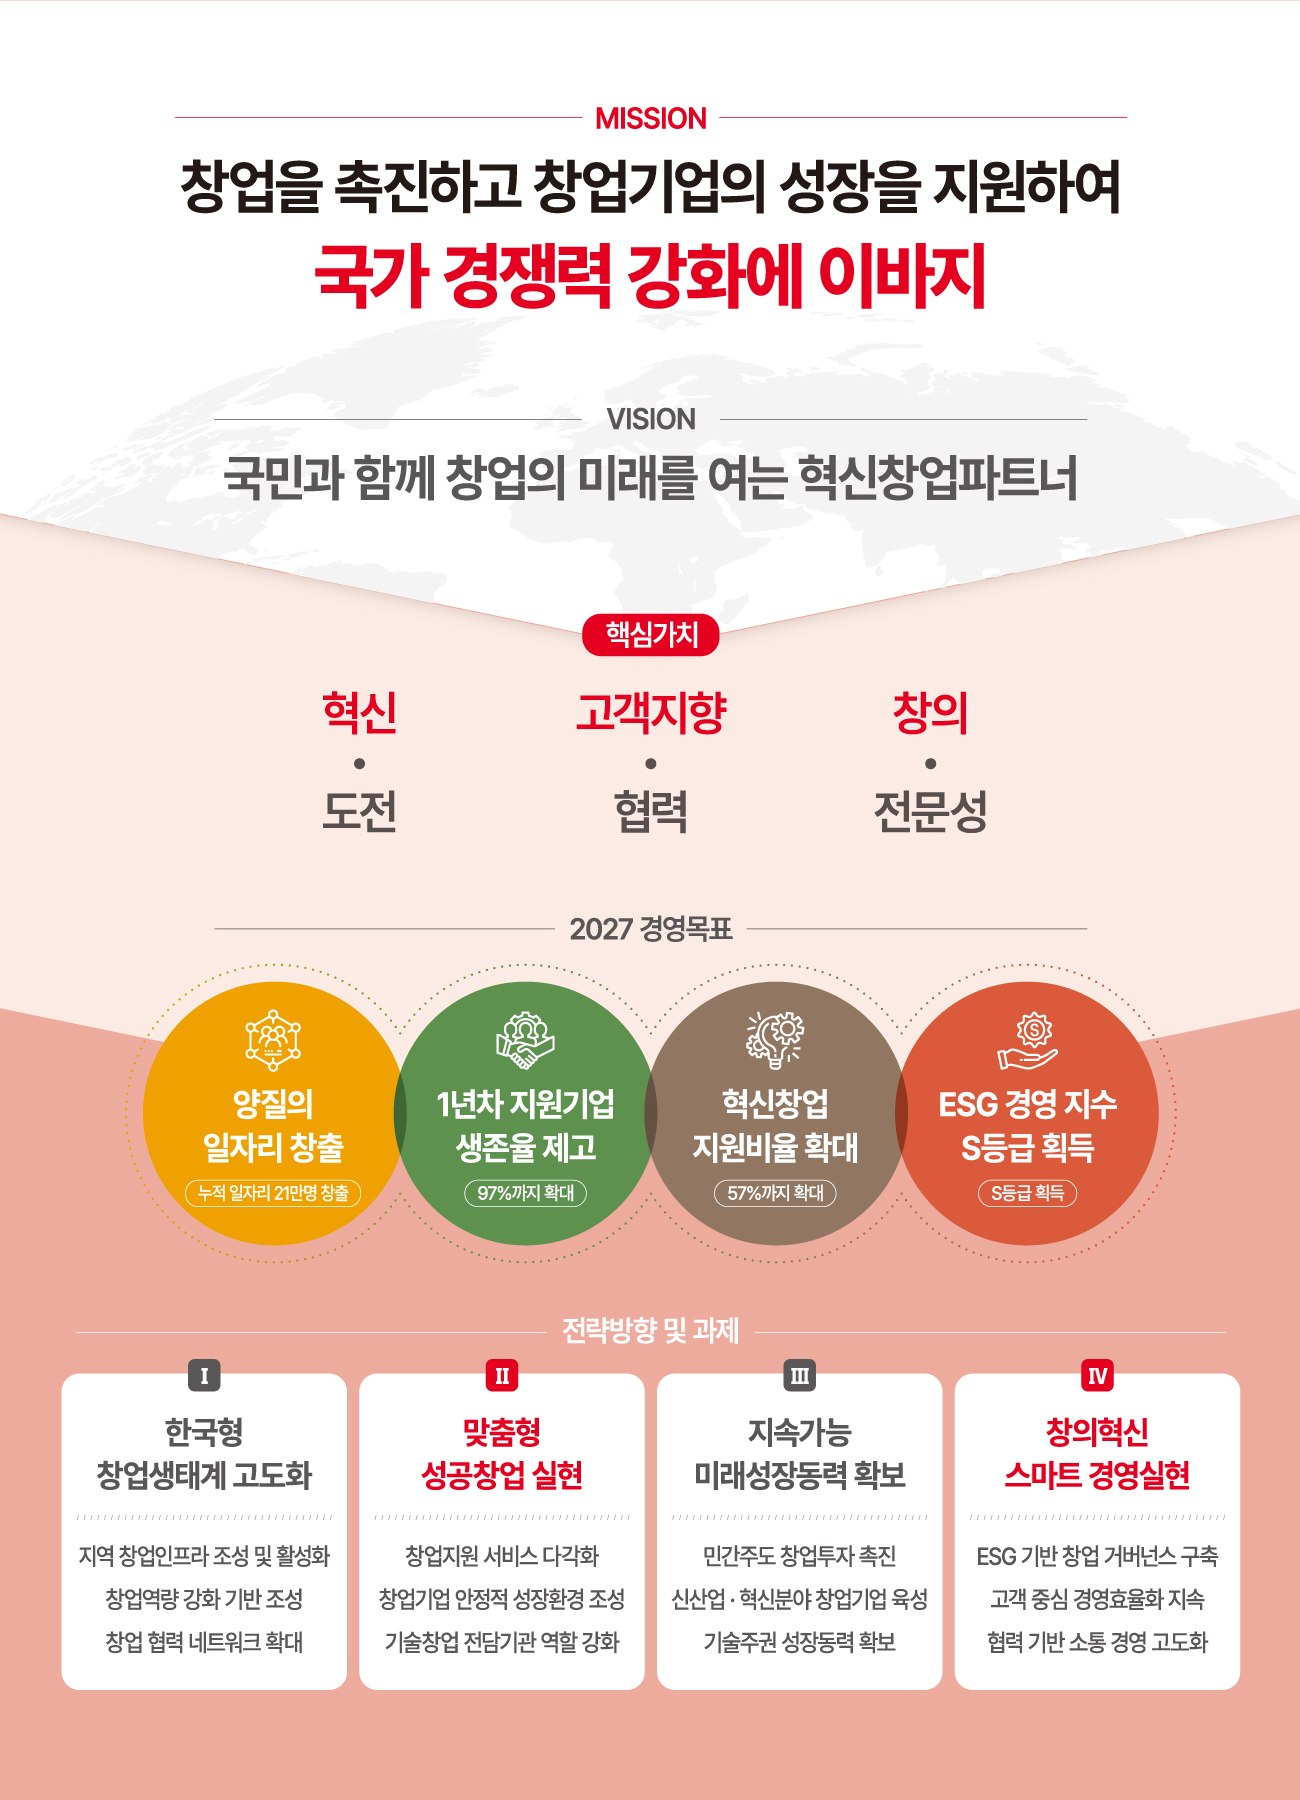 MISSION
창업을 촉진하고 창업기업의 성장을 지원하여
국가 경쟁력 강화에 이바지
VISION
국민과 함께 창업의 미래를 여는 혁신창업파트너
핵심가치
혁신
•
도전
고객지향
•
협력
창의
•
전문성
2027 경영목표
양질의
일자리 창출
누적 일자리 21만명 창출
1년차 지원기업
생존율 제고
97%까지 확대
혁신창업
지원비율 확대
57%까지 확대
ESG 경영 지수
S등급 획득
S등급 획득
전략방향 및 과제
I
한국형
창업생태계 고도화
지역 창업인프라 조성 및 활성화
창업역량 강화 기반 조성
창업 협력 네트워크 확대
II
맞춤형
성공창업 실현
창업지원 서비스 다각화
창업기업 안정적 성장환경 조성
기술창업 전담기관 역할 강화
III
지속가능
미래성장동력 확보
민간주도 창업투자 촉진
신산업 · 혁신분야 창업기업 육성
기술주권 성장동력 확보
IV
창의혁신
스마트 경영실현
ESG 기반 창업 거버넌스 구축
고객 중심 경영효율화 지속
협력 기반 소통 경영 고도화